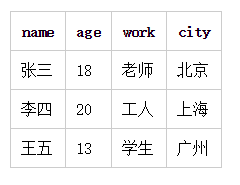 name age work city
张三 18 老师 北京
李四 20 工人 上海
王五 13 学生 广州